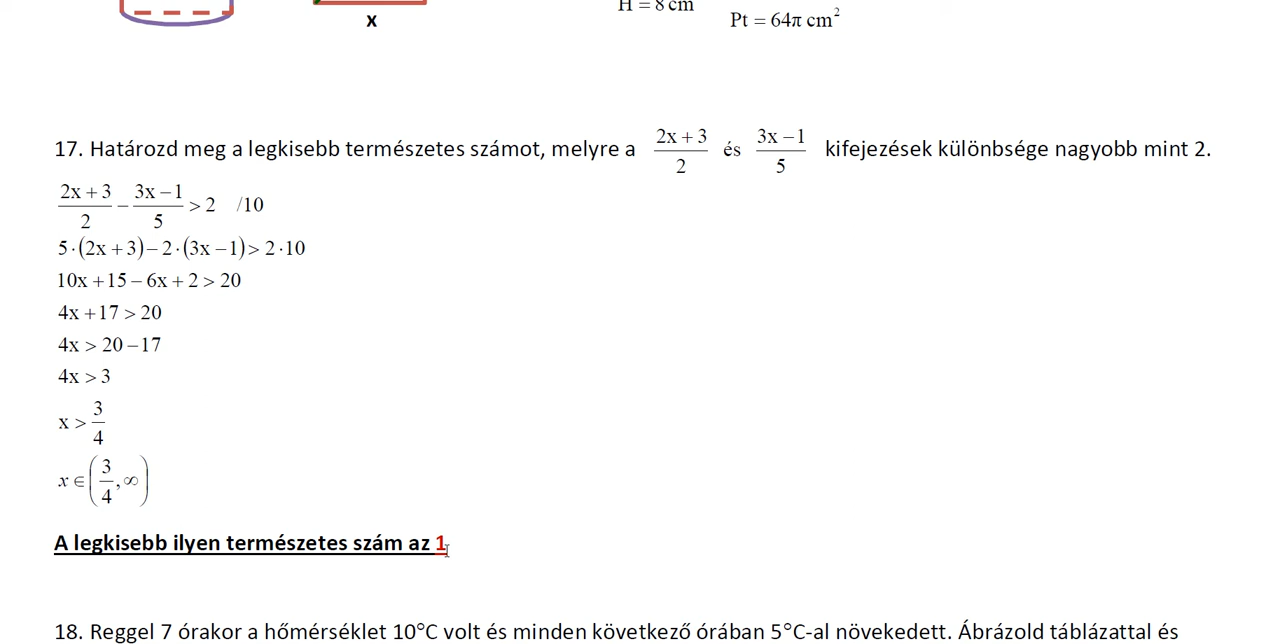 x
H = 8 cm
Pt = 64π cm²
17. Határozd meg a legkisebb természetes számot, melyre a (2x + 3)/2 és (3x − 1)/5 kifejezések különbsége nagyobb mint 2.
(2x + 3)/2 − (3x − 1)/5 > 2 /10
5·(2x + 3) − 2·(3x − 1) > 2·10
10x + 15 − 6x + 2 > 20
4x + 17 > 20
4x > 20 − 17
4x > 3
x > 3/4
x ∈ (3/4, ∞)
A legkisebb ilyen természetes szám az 1
18. Reggel 7 órakor a hőmérséklet 10°C volt és minden következő órában 5°C-al növekedett. Ábrázold táblázattal és